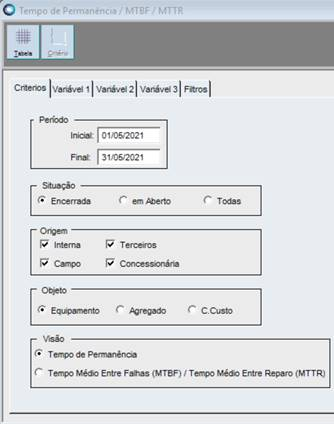 Tempo de Permanência / MTBF / MTTR
Tabela Critério
Criterios Variável 1 Variável 2 Variável 3 Filtros
Período
Inicial: 01/05/2021
Final: 31/05/2021
Situação
Encerrada em Aberto Todas
Origem
Interna Terceiros
Campo Concessionária
Objeto
Equipamento Agregado C.Custo
Visão
Tempo de Permanência
Tempo Médio Entre Falhas (MTBF) / Tempo Médio Entre Reparo (MTTR)